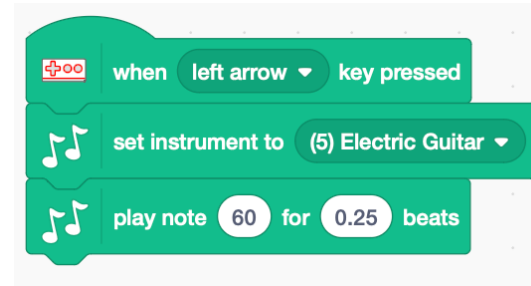 when left arrow key pressed
set instrument to (5) Electric Guitar
play note 60 for 0.25 beats